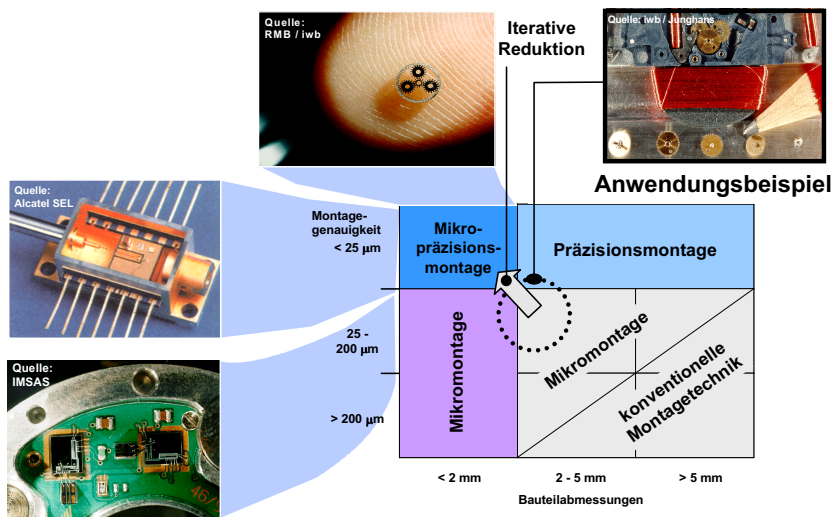 Quelle:
RMB / iwb
Iterative
Reduktion
Quelle: iwb / Junghans
Anwendungsbeispiel
Quelle:
Alcatel SEL
Montage-
genauigkeit
< 25 µm
Mikro-
präzisions-
montage
Präzisionsmontage
25 -
200 µm
> 200 µm
Mikromontage
Mikromontage
konventionelle
Montagetechnik
Quelle:
IMSAS
< 2 mm
2 - 5 mm
> 5 mm
Bauteilabmessungen